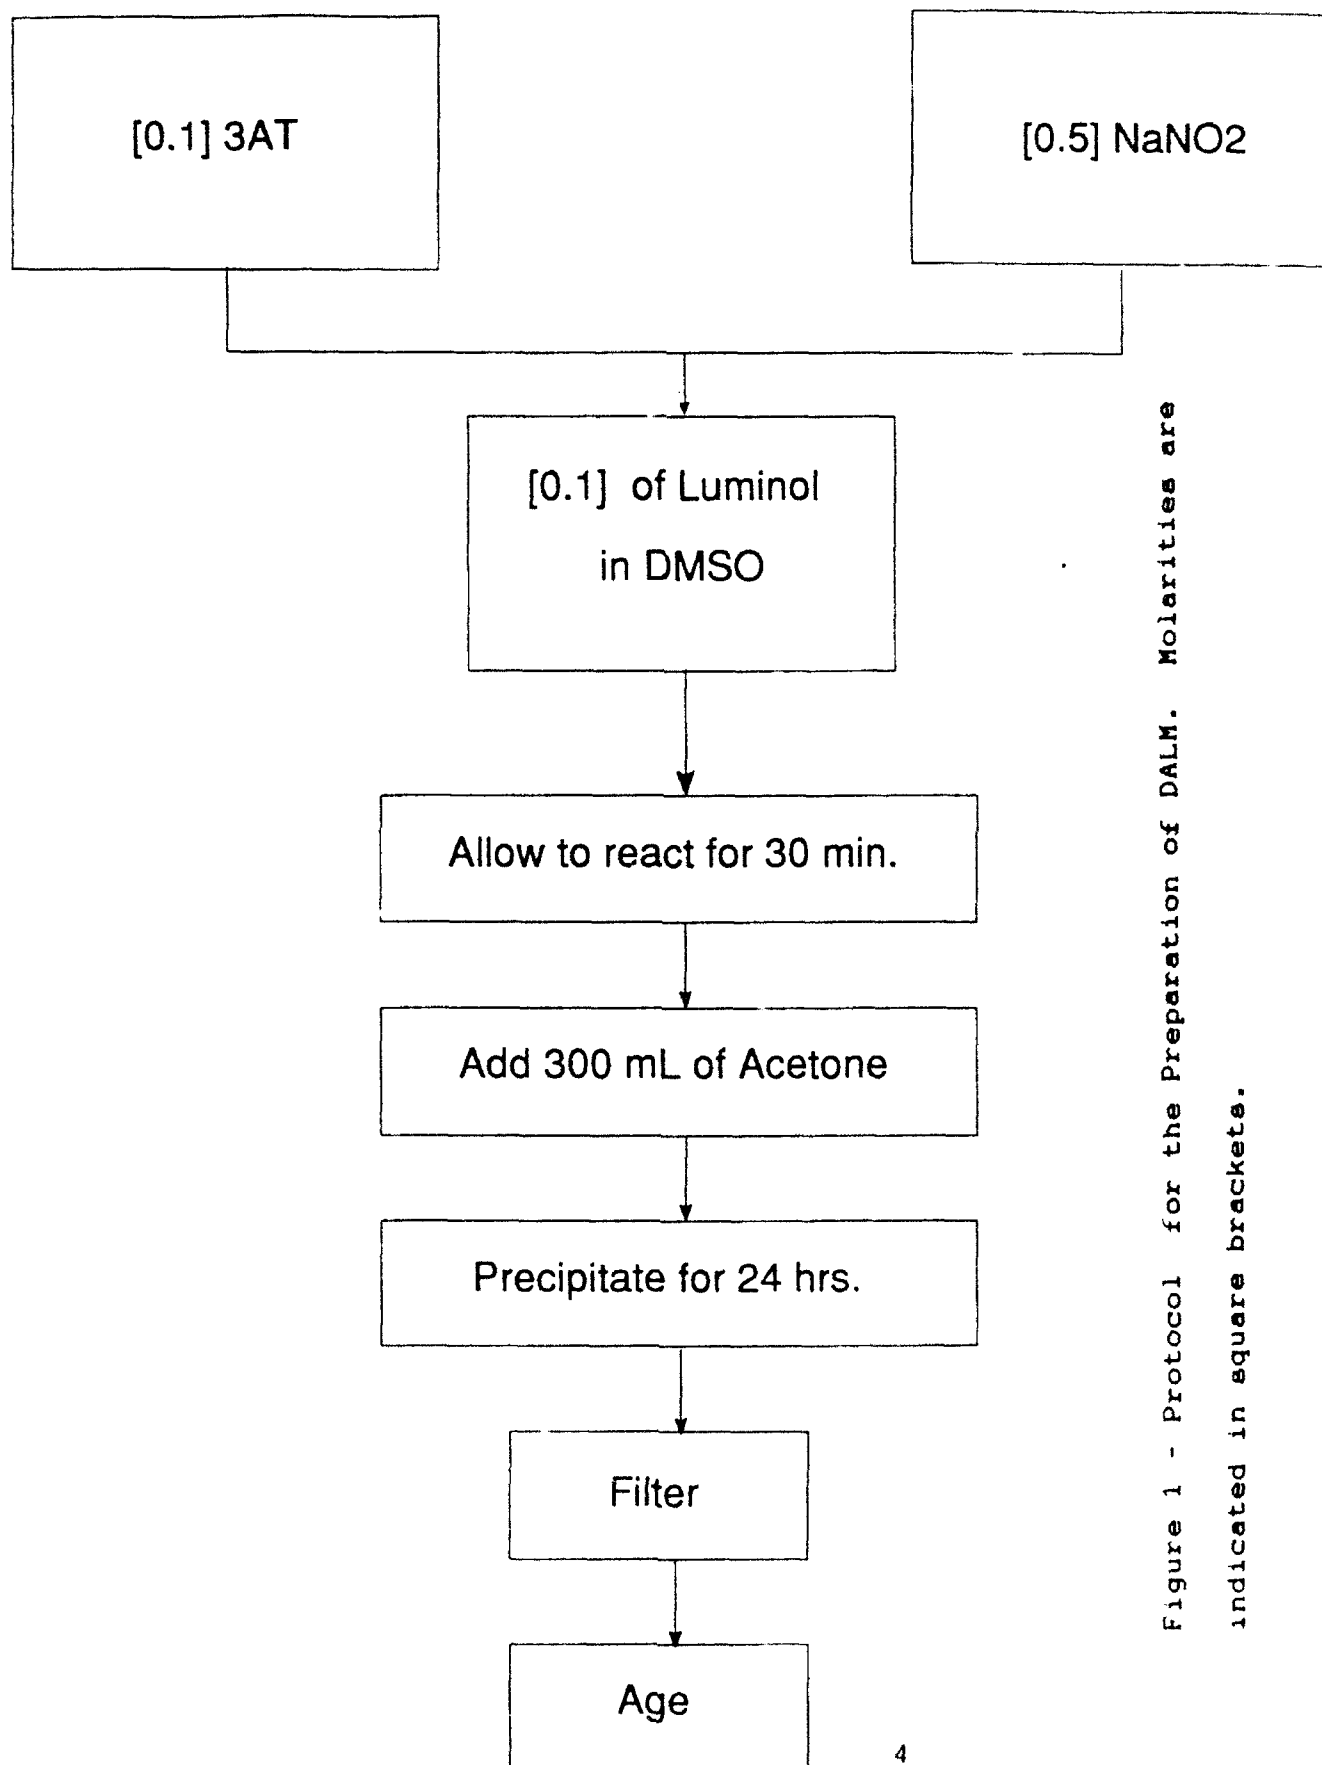 [0.1] 3AT
[0.5] NaNO2
[0.1] of Luminol
in DMSO
Allow to react for 30 min.
Add 300 mL of Acetone
Precipitate for 24 hrs.
Filter
Age
Figure 1 - Protocol for the Preparation of DALM. Molarities are
indicated in square brackets.
4